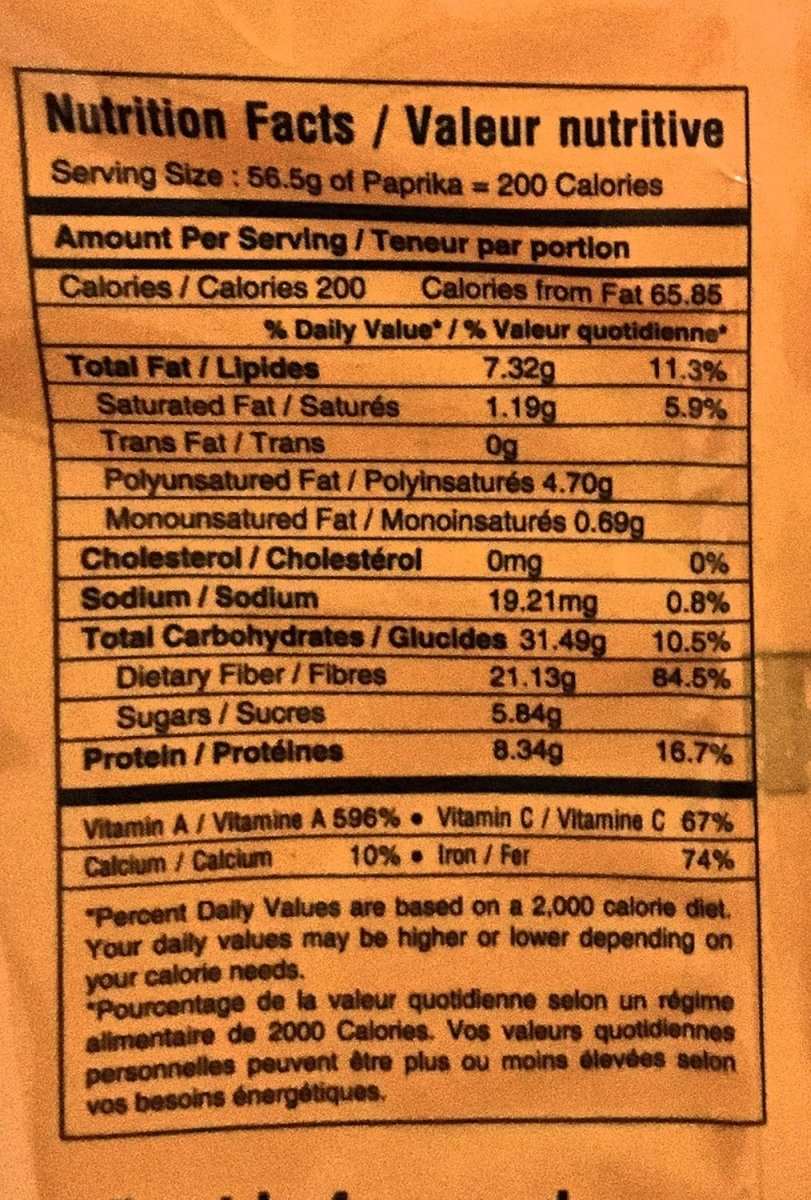 Nutrition Facts / Valeur nutritive
Serving Size : 56.5g of Paprika = 200 Calories
Amount Per Serving / Teneur par portion
Calories / Calories 200 Calories from Fat 65.85
% Daily Value* / % Valeur quotidienne*
Total Fat / Lipides 7.32g 11.3%
Saturated Fat / Saturés 1.19g 5.9%
Trans Fat / Trans 0g
Polyunsatured Fat / Polyinsaturés 4.70g
Monounsatured Fat / Monoinsaturés 0.69g
Cholesterol / Cholestérol 0mg 0%
Sodium / Sodium 19.21mg 0.8%
Total Carbohydrates / Glucides 31.49g 10.5%
Dietary Fiber / Fibres 21.13g 84.5%
Sugars / Sucres 5.84g
Protein / Protéines 8.34g 16.7%
Vitamin A / Vitamine A 596% • Vitamin C / Vitamine C 67%
Calcium / Calcium 10% • Iron / Fer 74%
*Percent Daily Values are based on a 2,000 calorie diet.
Your daily values may be higher or lower depending on
your calorie needs.
*Pourcentage de la valeur quotidienne selon un régime
alimentaire de 2000 Calories. Vos valeurs quotidiennes
personnelles peuvent être plus ou moins élevées selon
vos besoins énergétiques.